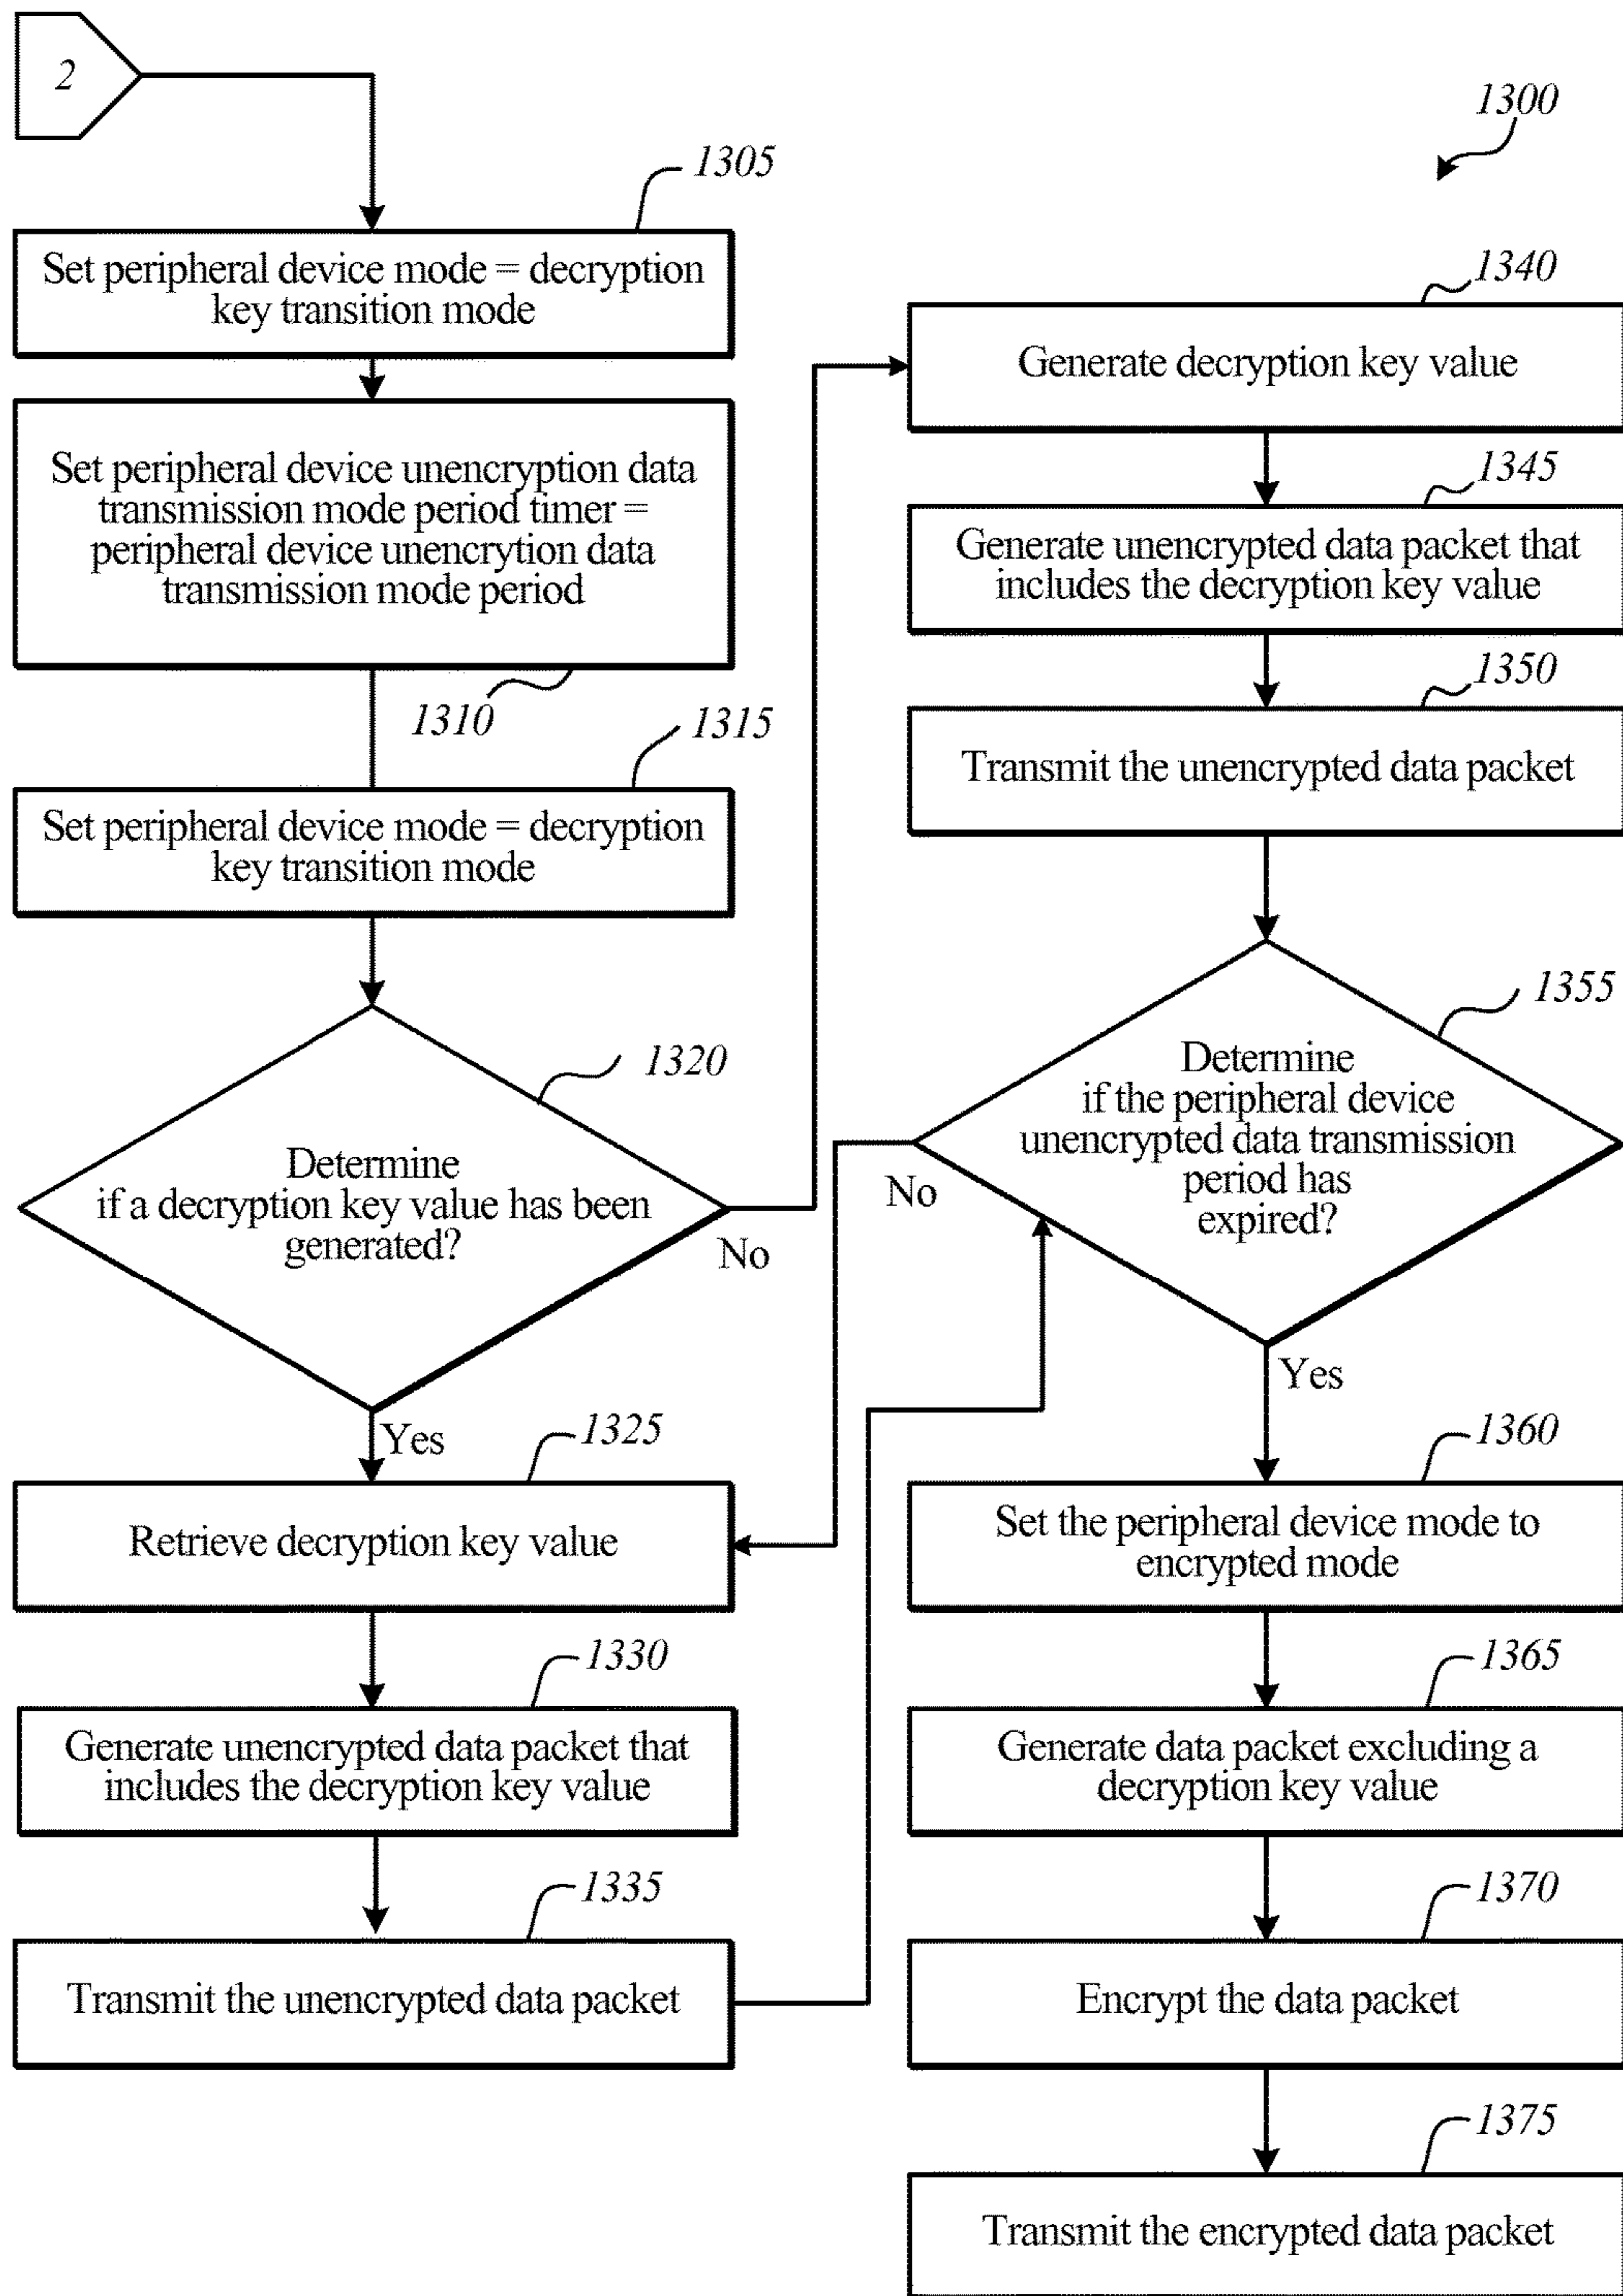 2
1300
1305
Set peripheral device mode = decryption
key transition mode
Set peripheral device unencryption data
transmission mode period timer =
peripheral device unencrytion data
transmission mode period
1310
1315
Set peripheral device mode = decryption
key transition mode
1320
Determine
if a decryption key value has been
generated?
No
Yes
1325
Retrieve decryption key value
1330
Generate unencrypted data packet that
includes the decryption key value
1335
Transmit the unencrypted data packet
1340
Generate decryption key value
1345
Generate unencrypted data packet that
includes the decryption key value
1350
Transmit the unencrypted data packet
1355
Determine
if the peripheral device
unencrypted data transmission
period has
expired?
No
Yes
1360
Set the peripheral device mode to
encrypted mode
1365
Generate data packet excluding a
decryption key value
1370
Encrypt the data packet
1375
Transmit the encrypted data packet